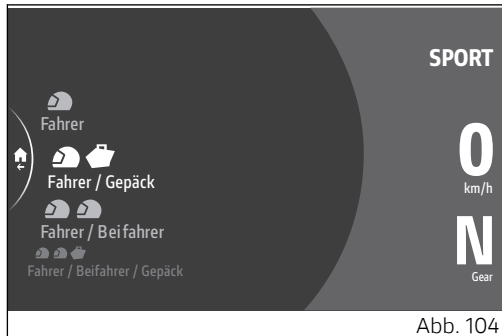 SPORT
Fahrer
0
km/h
Fahrer / Gepäck
Fahrer / Beifahrer
N
Fahrer / Beifahrer / Gepäck
Gear
Abb. 104